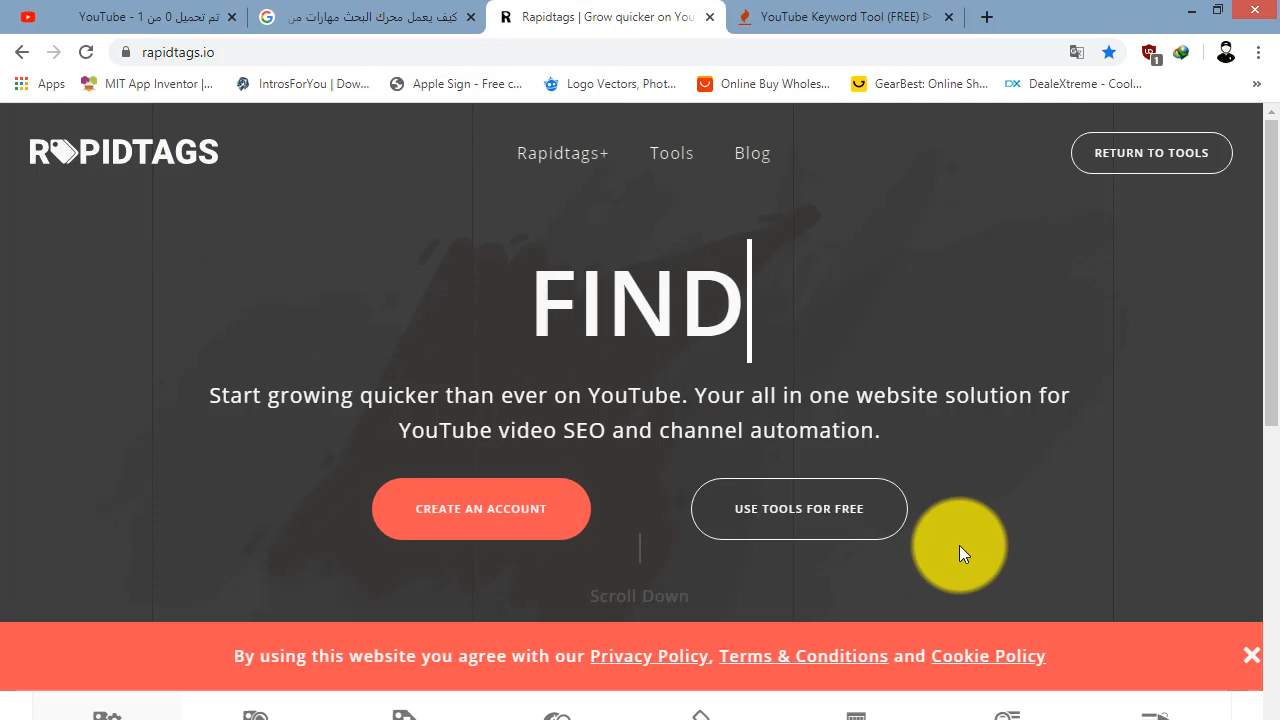 YouTube - تم تحميل 0 من 1
كيف يعمل محرك البحث مهارات من
Rapidtags | Grow quicker on You
YouTube Keyword Tool (FREE)
rapidtags.io
1
Apps
MIT App Inventor |...
IntrosForYou | Dow...
Apple Sign - Free c...
Logo Vectors, Phot...
Online Buy Wholes...
GearBest: Online Sh...
DX DealeXtreme - Cool...
»
RAPIDTAGS
Rapidtags+
Tools
Blog
RETURN TO TOOLS
FIND
Start growing quicker than ever on YouTube. Your all in one website solution for
YouTube video SEO and channel automation.
CREATE AN ACCOUNT
USE TOOLS FOR FREE
Scroll Down
By using this website you agree with our Privacy Policy, Terms & Conditions and Cookie Policy